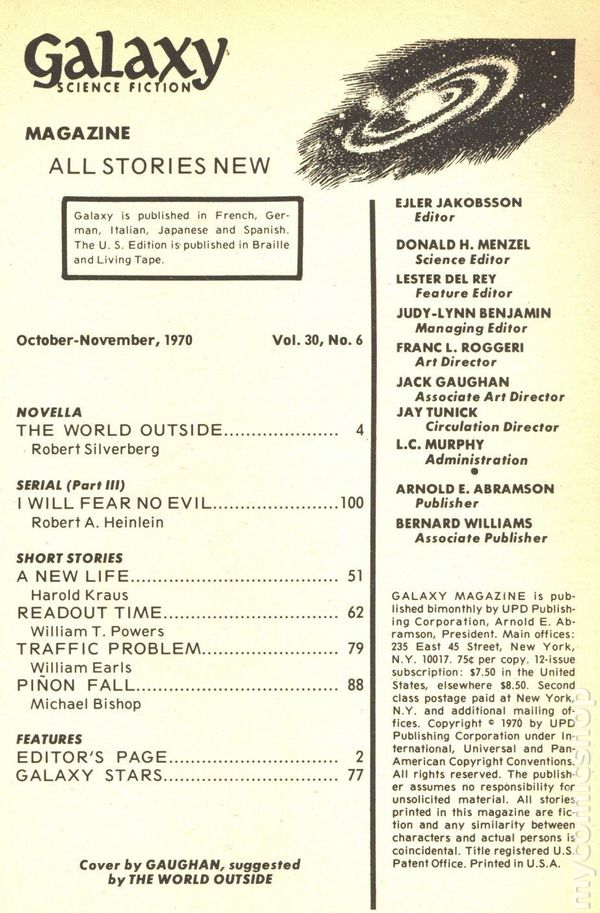 Galaxy
SCIENCE FICTION
MAGAZINE
ALL STORIES NEW
Galaxy is published in French, Ger-
man, Italian, Japanese and Spanish.
The U. S. Edition is published in Braille
and Living Tape.
October-November, 1970 Vol. 30, No. 6
NOVELLA
THE WORLD OUTSIDE.................... 4
Robert Silverberg
SERIAL (Part III)
I WILL FEAR NO EVIL......................100
Robert A. Heinlein
SHORT STORIES
A NEW LIFE.................................... 51
Harold Kraus
READOUT TIME.............................. 62
William T. Powers
TRAFFIC PROBLEM........................ 79
William Earls
PIÑON FALL................................... 88
Michael Bishop
FEATURES
EDITOR'S PAGE.............................. 2
GALAXY STARS............................... 77
Cover by GAUGHAN, suggested
by THE WORLD OUTSIDE
EJLER JAKOBSSON
Editor
DONALD H. MENZEL
Science Editor
LESTER DEL REY
Feature Editor
JUDY-LYNN BENJAMIN
Managing Editor
FRANC L. ROGGERI
Art Director
JACK GAUGHAN
Associate Art Director
JAY TUNICK
Circulation Director
L.C. MURPHY
Administration
●
ARNOLD E. ABRAMSON
Publisher
BERNARD WILLIAMS
Associate Publisher
GALAXY MAGAZINE is pub-
lished bimonthly by UPD Publish-
ing Corporation, Arnold E. Ab-
ramson, President. Main offices:
235 East 45 Street, New York,
N.Y. 10017. 75¢ per copy. 12-issue
subscription: $7.50 in the United
States, elsewhere $8.50. Second
class postage paid at New York,
N.Y. and additional mailing of-
fices. Copyright © 1970 by UPD
Publishing Corporation under In-
ternational, Universal and Pan-
American Copyright Conventions.
All rights reserved. The publish-
er assumes no responsibility for
unsolicited material. All stories
printed in this magazine are fic-
tion and any similarity between
characters and actual persons is
coincidental. Title registered U.S.
Patent Office. Printed in U.S.A.
mycomicshop